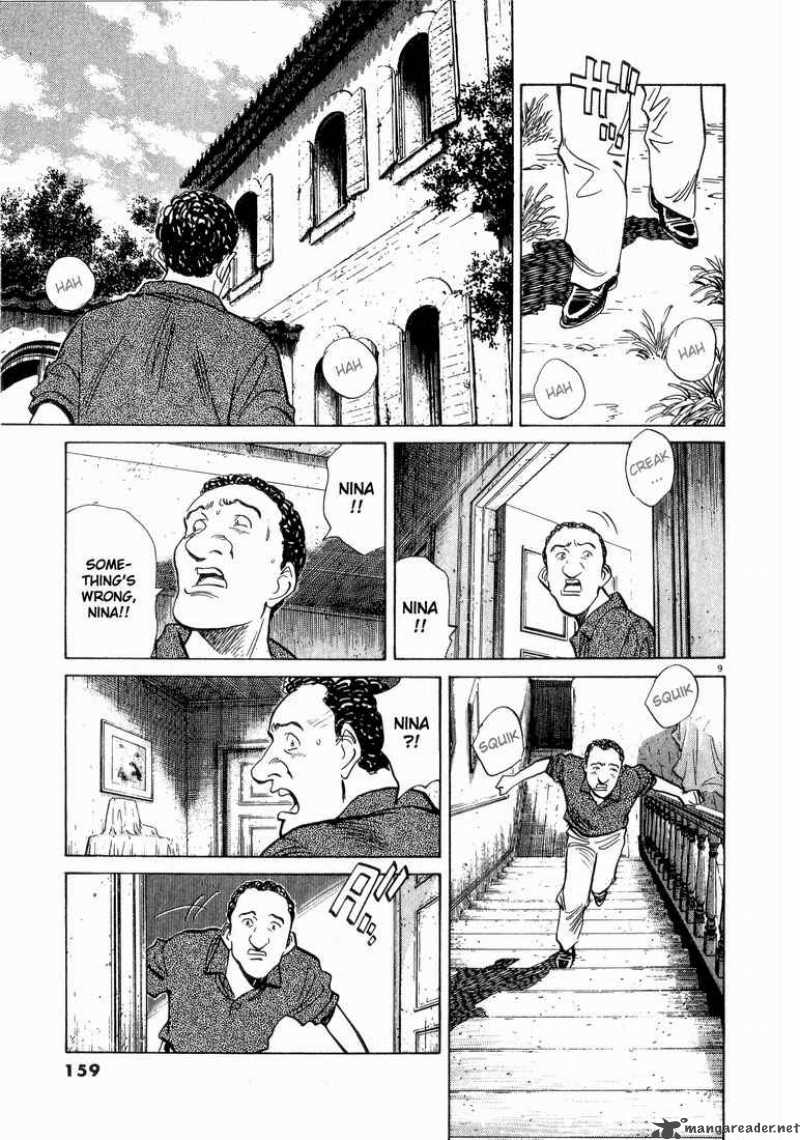 HAH
HAH
HAH
HAH
CREAK
...
NINA
!!
NINA
!!
SOME-
THING'S
WRONG,
NINA!!
9
SQUIK
SQUIK
NINA
?!
159
mangareader.net